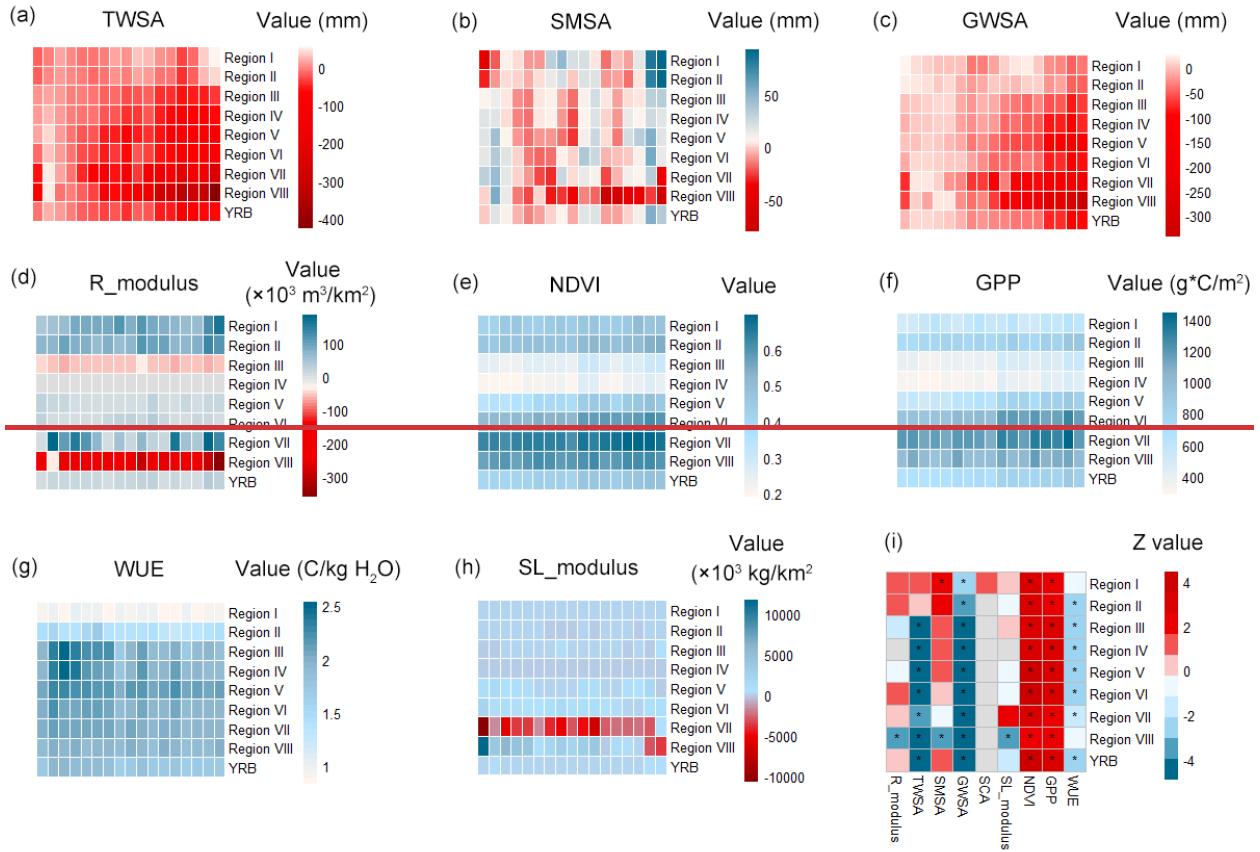 (a) TWSA Value (mm)
Region I
Region II
Region III
Region IV
Region V
Region VI
Region VII
Region VIII
YRB
0
-100
-200
-300
-400
(b) SMSA Value (mm)
Region I
Region II
Region III
Region IV
Region V
Region VI
Region VII
Region VIII
YRB
50
0
-50
(c) GWSA Value (mm)
Region I
Region II
Region III
Region IV
Region V
Region VI
Region VII
Region VIII
YRB
0
-50
-100
-150
-200
-250
-300
(d) R_modulus Value
(×10³ m³/km²)
Region I
Region II
Region III
Region IV
Region V
Region VI
Region VII
Region VIII
YRB
100
0
-100
-200
-300
(e) NDVI Value
Region I
Region II
Region III
Region IV
Region V
Region VI
Region VII
Region VIII
YRB
0.6
0.5
0.4
0.3
0.2
(f) GPP Value (g*C/m²)
Region I
Region II
Region III
Region IV
Region V
Region VI
Region VII
Region VIII
YRB
1400
1200
1000
800
600
400
(g) WUE Value (C/kg H₂O)
Region I
Region II
Region III
Region IV
Region V
Region VI
Region VII
Region VIII
YRB
2.5
2
1.5
1
(h) SL_modulus Value
(×10³ kg/km²
Region I
Region II
Region III
Region IV
Region V
Region VI
Region VII
Region VIII
YRB
10000
5000
0
-5000
-10000
(i) Z value
Region I
Region II
Region III
Region IV
Region V
Region VI
Region VII
Region VIII
YRB
4
2
0
-2
-4
R_modulus
TWSA
SMSA
GWSA
SCA
SL_modulus
NDVI
GPP
WUE